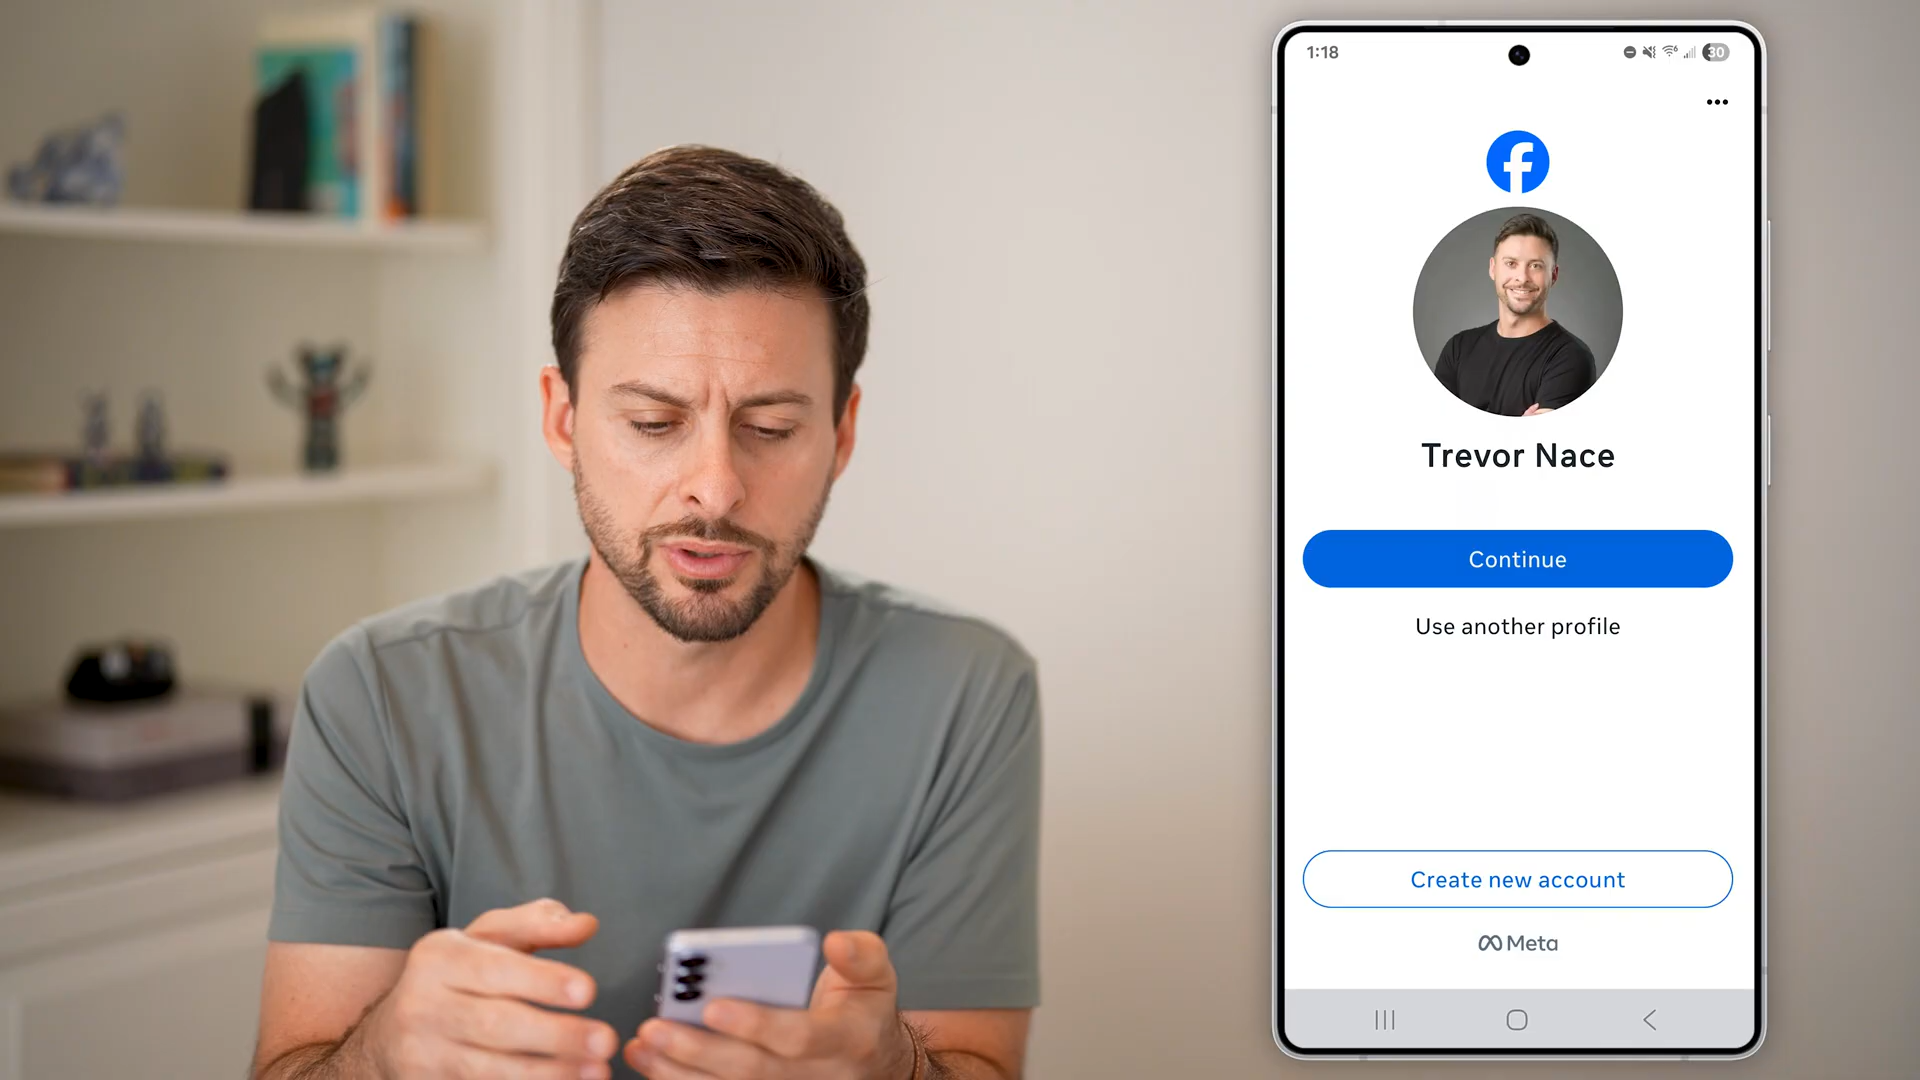 1:18
30
Trevor Nace
Continue
Use another profile
Create new account
Meta